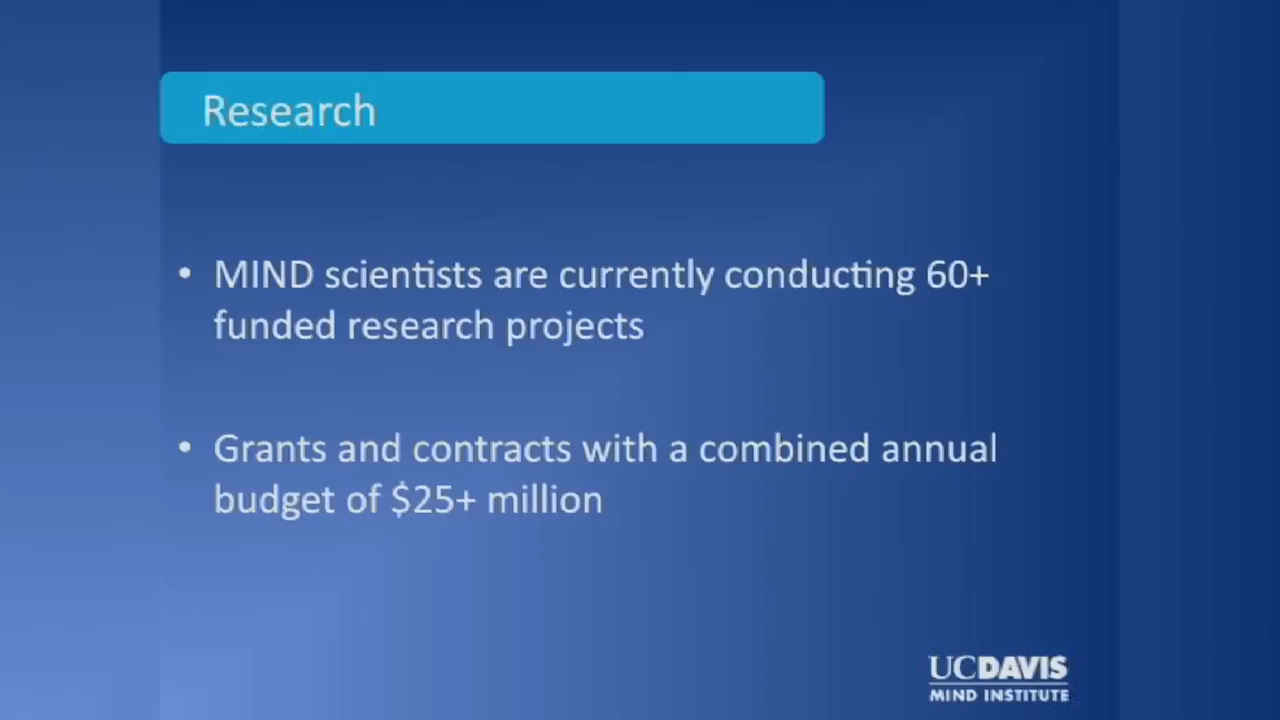 Research
• MIND scientists are currently conducting 60+
funded research projects
• Grants and contracts with a combined annual
budget of $25+ million
UCDAVIS
MIND INSTITUTE